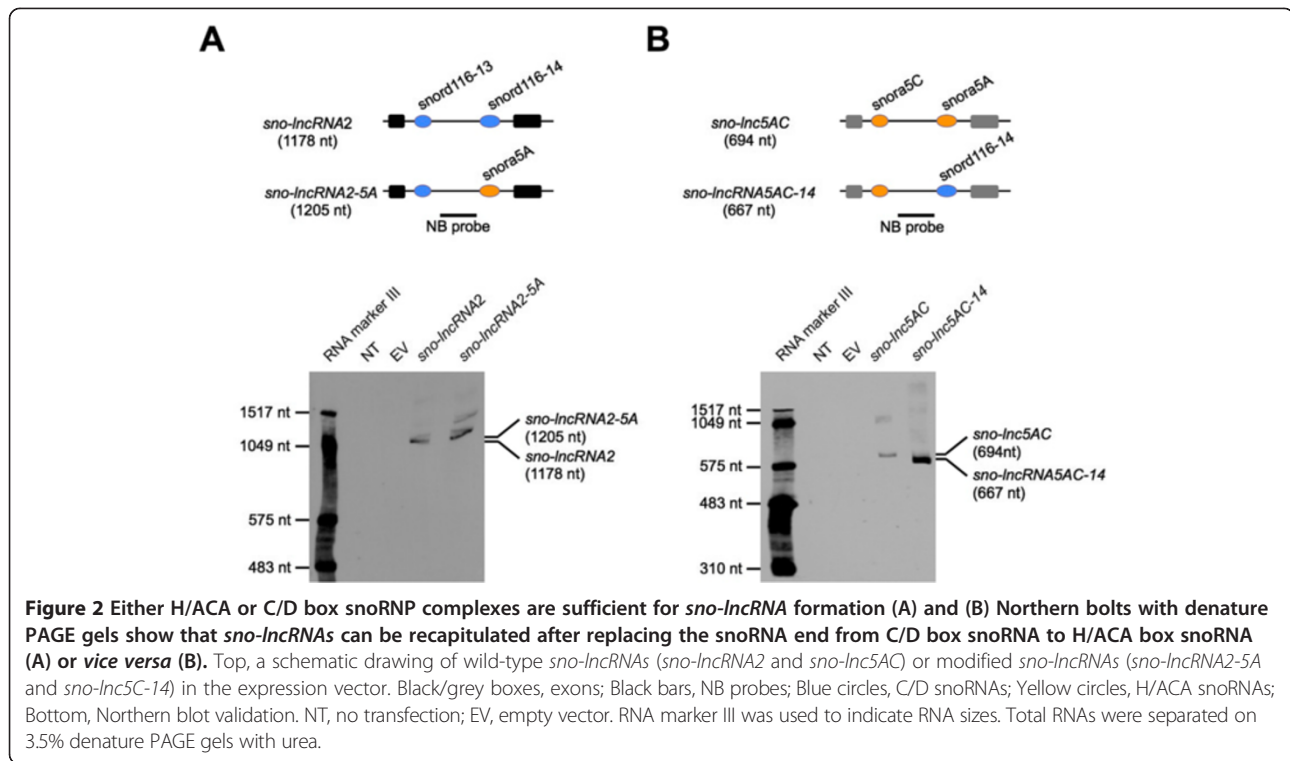 A
B
snord116-13
snord116-14
sno-lncRNA2
(1178 nt)
snora5A
sno-lncRNA2-5A
(1205 nt)
NB probe
snora5C
snora5A
sno-lnc5AC
(694 nt)
snord116-14
sno-lncRNA5AC-14
(667 nt)
NB probe
RNA marker III
NT
EV
sno-lncRNA2
sno-lncRNA2-5A
1517 nt
1049 nt
575 nt
483 nt
sno-lncRNA2-5A
(1205 nt)
sno-lncRNA2
(1178 nt)
RNA marker III
NT
EV
sno-lnc5AC
sno-lnc5AC-14
1517 nt
1049 nt
575 nt
483 nt
310 nt
sno-lnc5AC
(694nt)
sno-lncRNA5AC-14
(667 nt)
Figure 2 Either H/ACA or C/D box snoRNP complexes are sufficient for sno-lncRNA formation (A) and (B) Northern bolts with denature
PAGE gels show that sno-lncRNAs can be recapitulated after replacing the snoRNA end from C/D box snoRNA to H/ACA box snoRNA
(A) or vice versa (B). Top, a schematic drawing of wild-type sno-lncRNAs (sno-lncRNA2 and sno-lnc5AC) or modified sno-lncRNAs (sno-lncRNA2-5A
and sno-lnc5C-14) in the expression vector. Black/grey boxes, exons; Black bars, NB probes; Blue circles, C/D snoRNAs; Yellow circles, H/ACA snoRNAs;
Bottom, Northern blot validation. NT, no transfection; EV, empty vector. RNA marker III was used to indicate RNA sizes. Total RNAs were separated on
3.5% denature PAGE gels with urea.